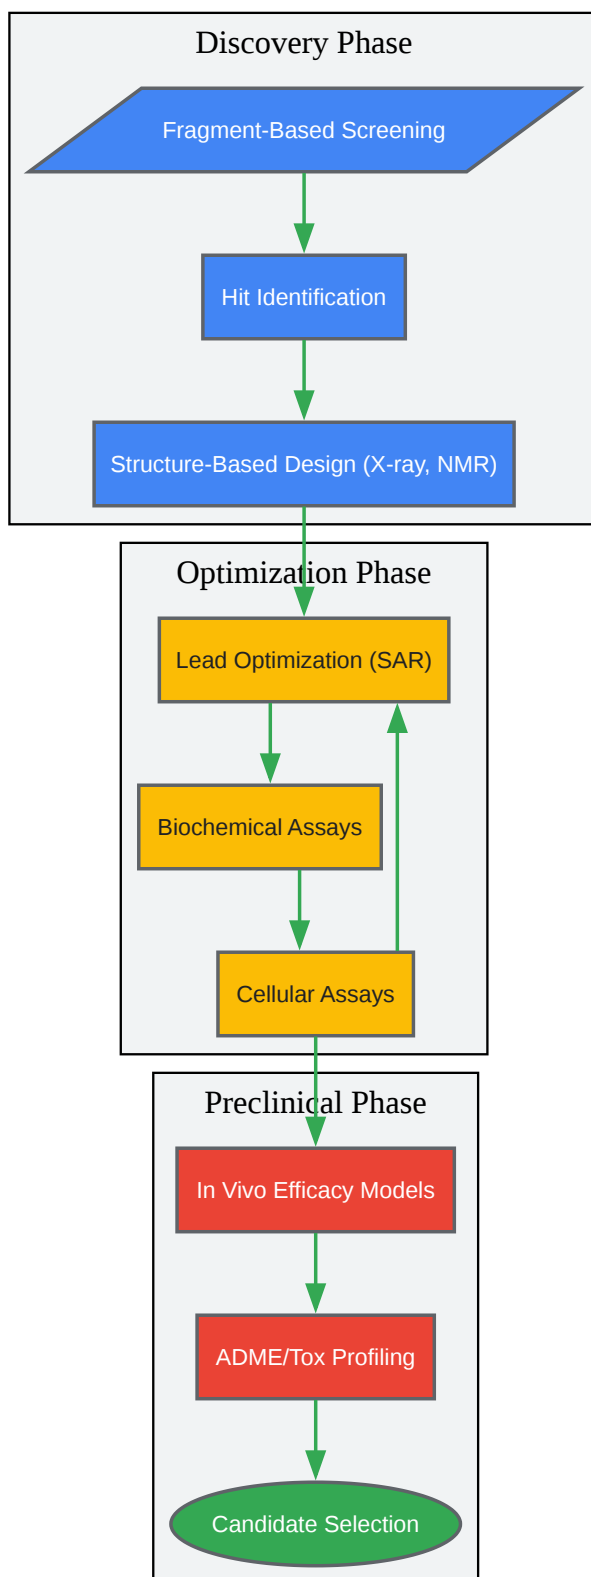 Discovery Phase
Fragment-Based Screening
Hit Identification
Structure-Based Design (X-ray, NMR)
Optimization Phase
Lead Optimization (SAR)
Biochemical Assays
Cellular Assays
Preclinical Phase
In Vivo Efficacy Models
ADME/Tox Profiling
Candidate Selection